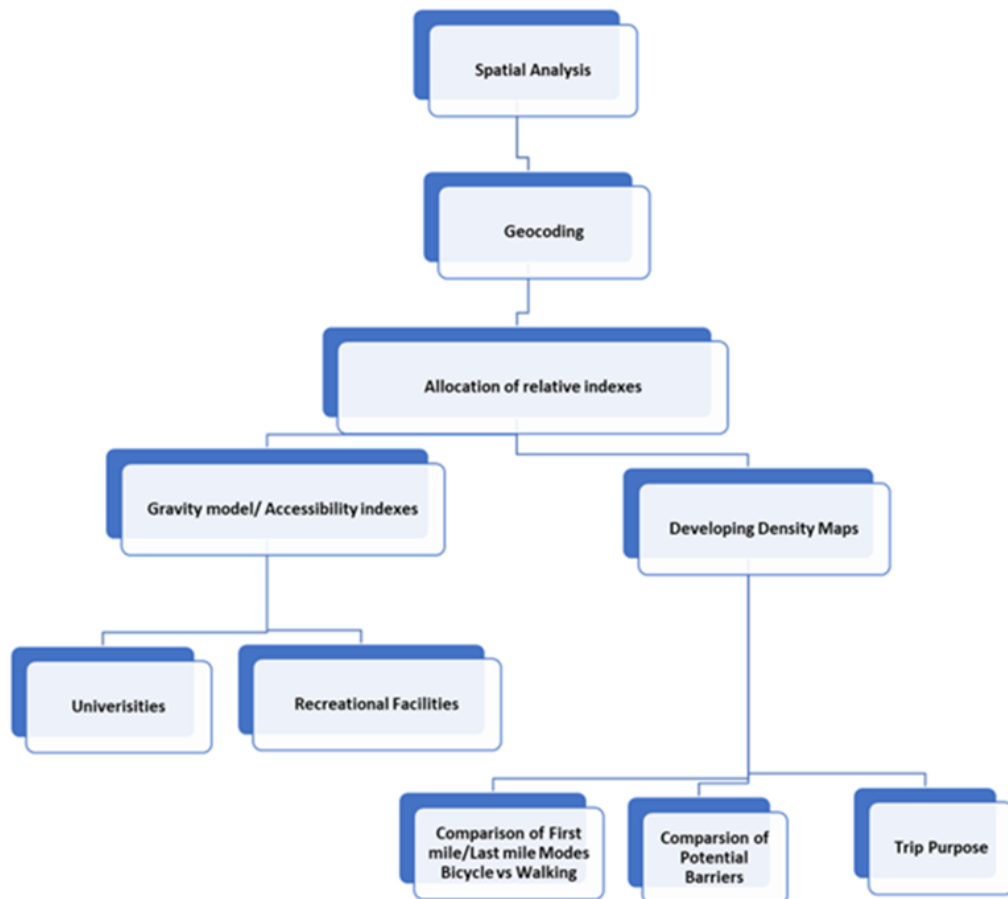 Spatial Analysis
Geocoding
Allocation of relative indexes
Gravity model/ Accessibility indexes
Developing Density Maps
Univerisities
Recreational Facilities
Comparison of First
mile/Last mile Modes
Bicycle vs Walking
Comparsion of
Potential
Barriers
Trip Purpose